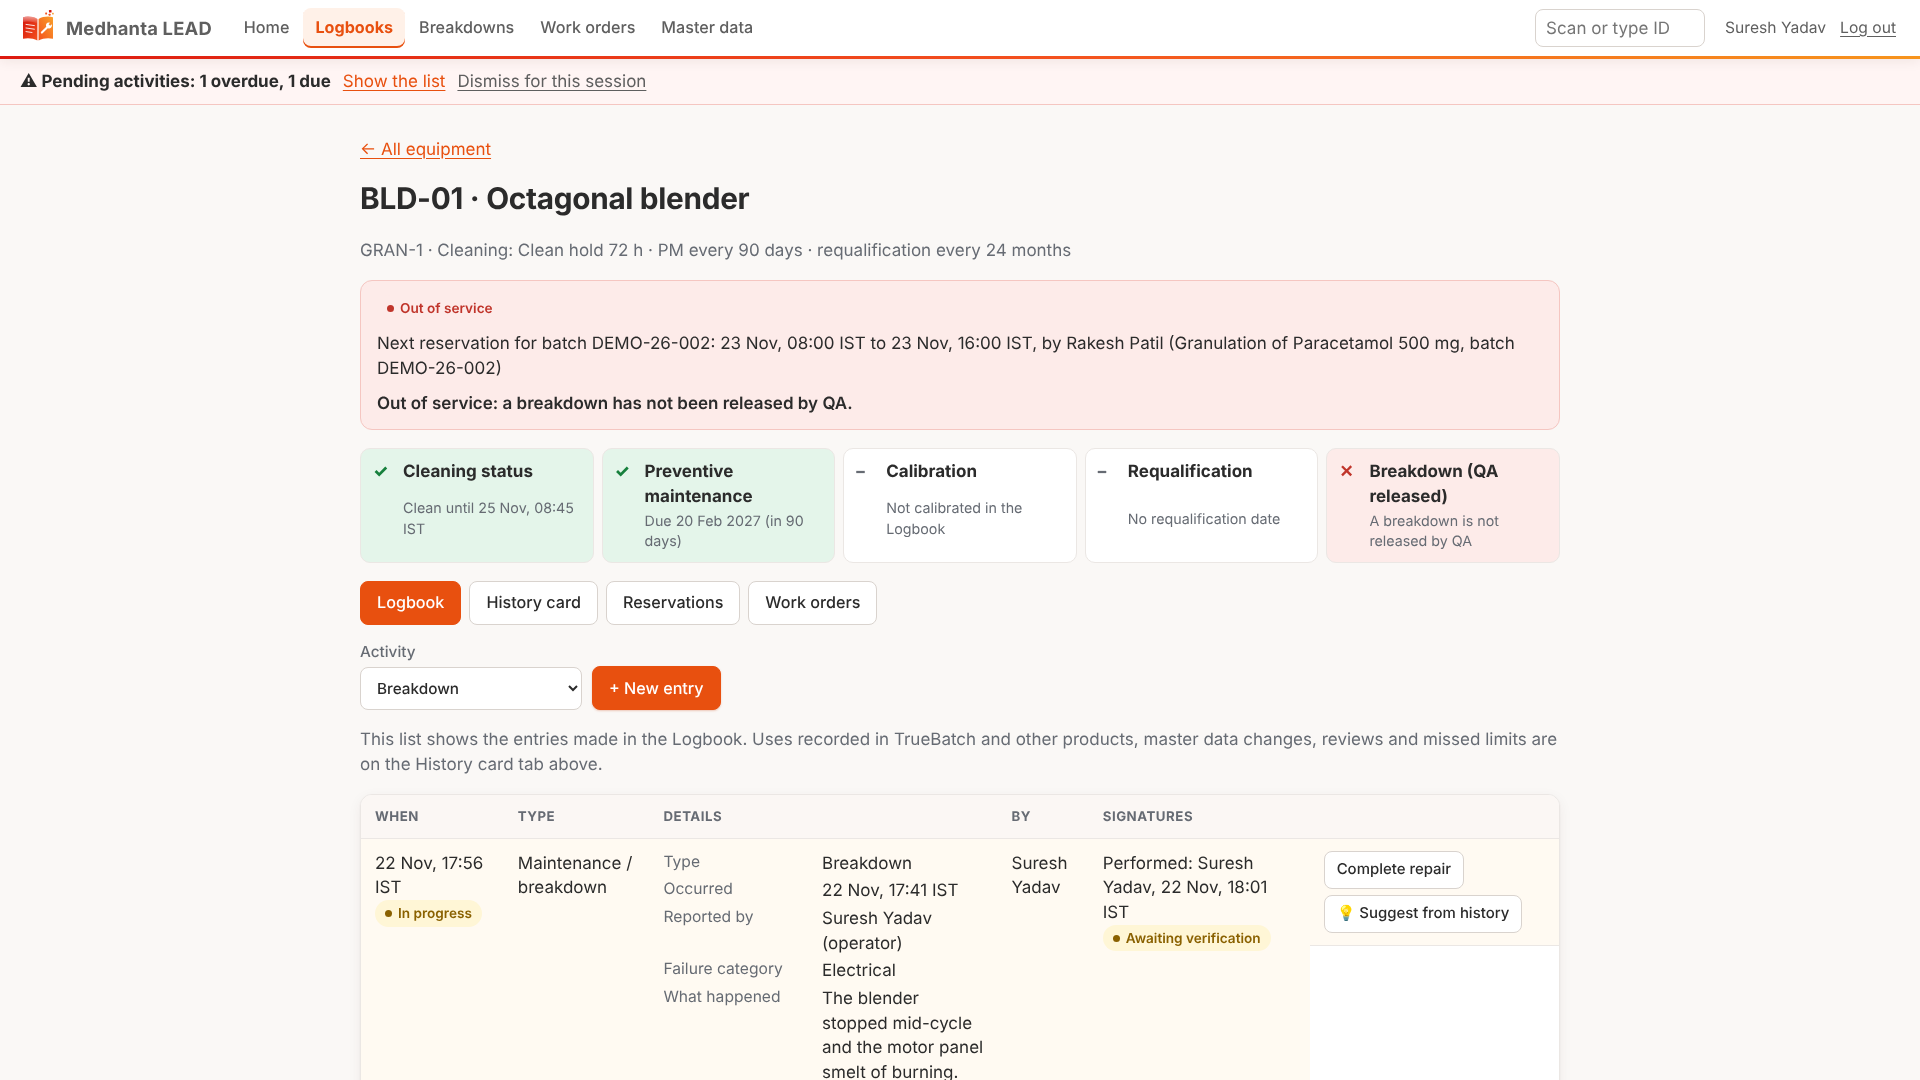 Medhanta LEAD
Home
Logbooks
Breakdowns
Work orders
Master data
Scan or type ID
Suresh Yadav
Log out
⚠ Pending activities: 1 overdue, 1 due
Show the list
Dismiss for this session
← All equipment
BLD-01 · Octagonal blender
GRAN-1 · Cleaning: Clean hold 72 h · PM every 90 days · requalification every 24 months
Out of service
Next reservation for batch DEMO-26-002: 23 Nov, 08:00 IST to 23 Nov, 16:00 IST, by Rakesh Patil (Granulation of Paracetamol 500 mg, batch
DEMO-26-002)
Out of service: a breakdown has not been released by QA.
✓ Cleaning status
Clean until 25 Nov, 08:45
IST
✓ Preventive
maintenance
Due 20 Feb 2027 (in 90
days)
– Calibration
Not calibrated in the
Logbook
– Requalification
No requalification date
✕ Breakdown (QA
released)
A breakdown is not
released by QA
Logbook
History card
Reservations
Work orders
Activity
Breakdown
+ New entry
This list shows the entries made in the Logbook. Uses recorded in TrueBatch and other products, master data changes, reviews and missed limits are
on the History card tab above.
WHEN
TYPE
DETAILS
BY
SIGNATURES
22 Nov, 17:56
IST
In progress
Maintenance /
breakdown
Type
Breakdown
Occurred
22 Nov, 17:41 IST
Reported by
Suresh Yadav
(operator)
Failure category
Electrical
What happened
The blender
stopped mid-cycle
and the motor panel
smelt of burning.
Suresh
Yadav
Performed: Suresh
Yadav, 22 Nov, 18:01
IST
Awaiting verification
Complete repair
💡 Suggest from history